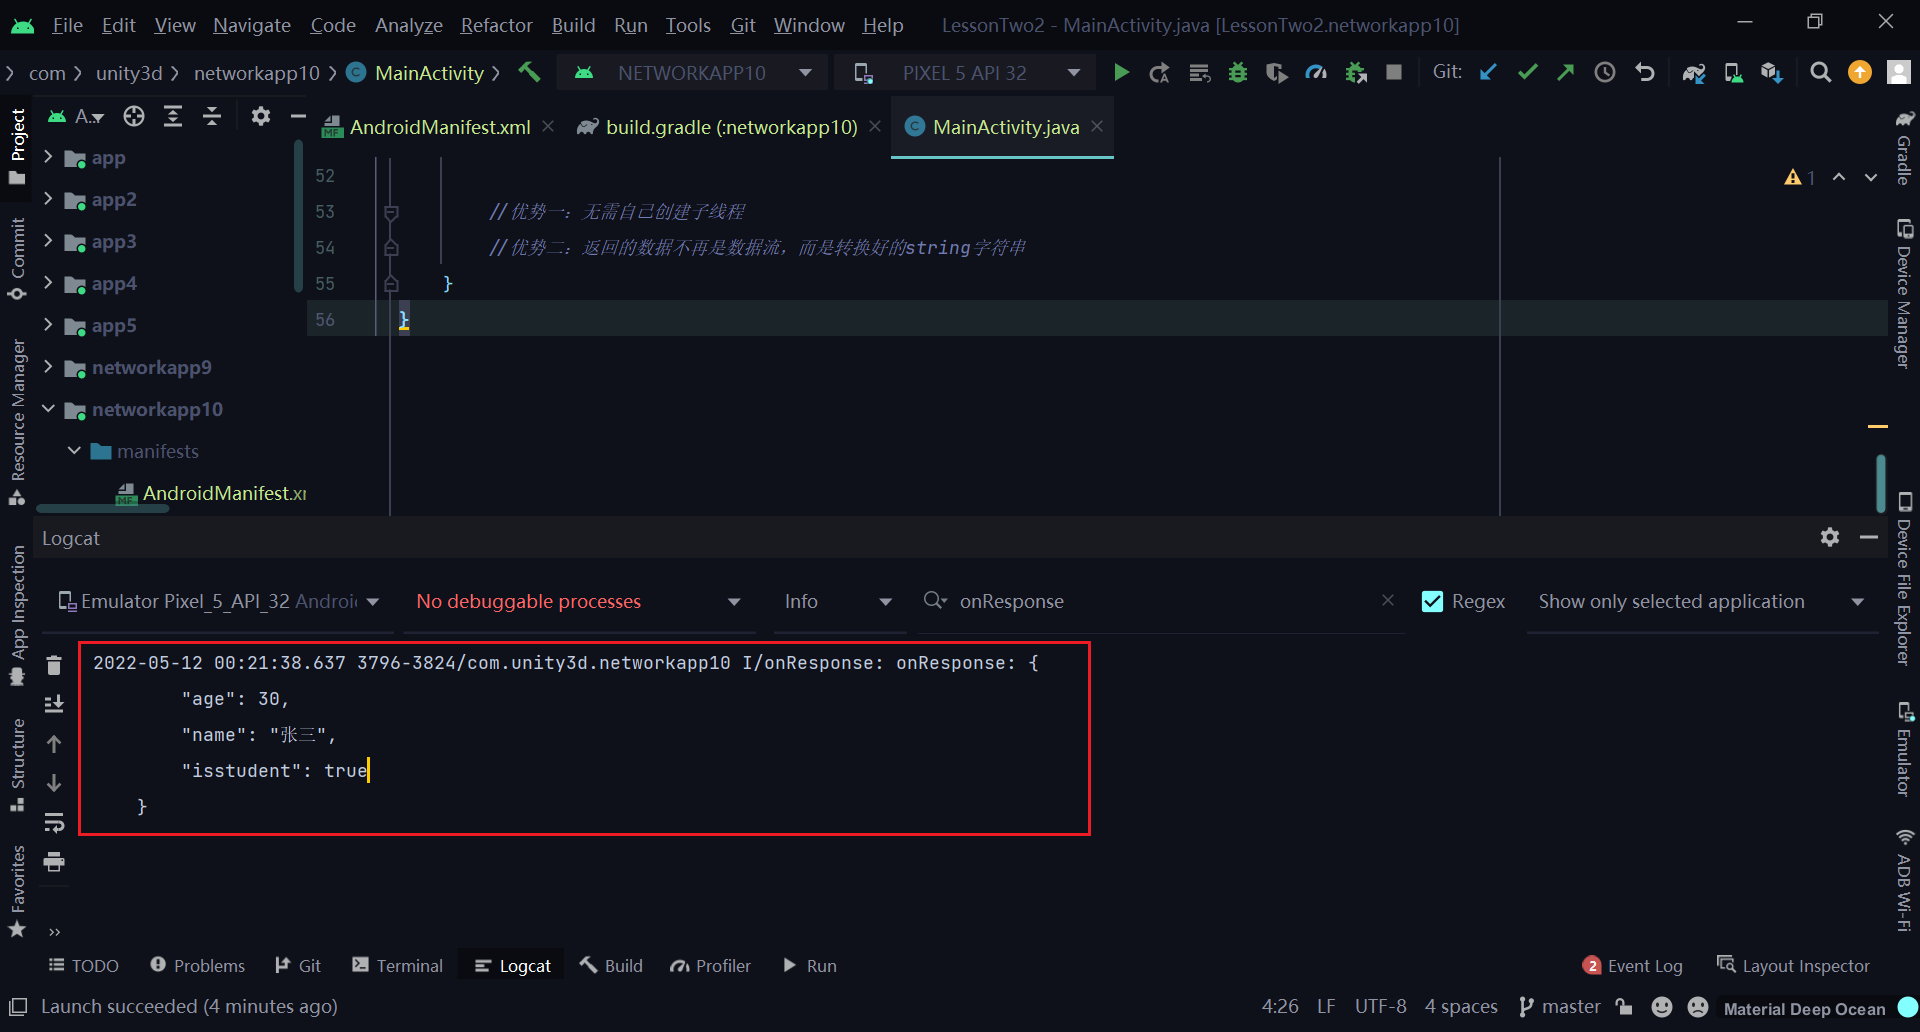 File Edit View Navigate Code Analyze Refactor Build Run Tools Git Window Help LessonTwo2 - MainActivity.java [LessonTwo2.networkapp10]
com unity3d networkapp10 C MainActivity NETWORKAPP10 PIXEL 5 API 32 Git:
A.. AndroidManifest.xml build.gradle (:networkapp10) C MainActivity.java
Project
Commit
Resource Manager
App Inspection
Structure
Favorites
app
app2
app3
app4
app5
networkapp9
networkapp10
manifests
AndroidManifest.xm
52
53 //优势一：无需自己创建子线程
54 //优势二：返回的数据不再是数据流，而是转换好的string字符串
55 }
56 }
1
Gradle
Device Manager
Device File Explorer
Emulator
ADB Wi-Fi
Logcat
Emulator Pixel_5_API_32 Androi No debuggable processes Info onResponse Regex Show only selected application
2022-05-12 00:21:38.637 3796-3824/com.unity3d.networkapp10 I/onResponse: onResponse: {
"age": 30,
"name": "张三",
"isstudent": true
}
TODO Problems Git Terminal Logcat Build Profiler Run 2 Event Log Layout Inspector
Launch succeeded (4 minutes ago) 4:26 LF UTF-8 4 spaces master Material Deep Ocean